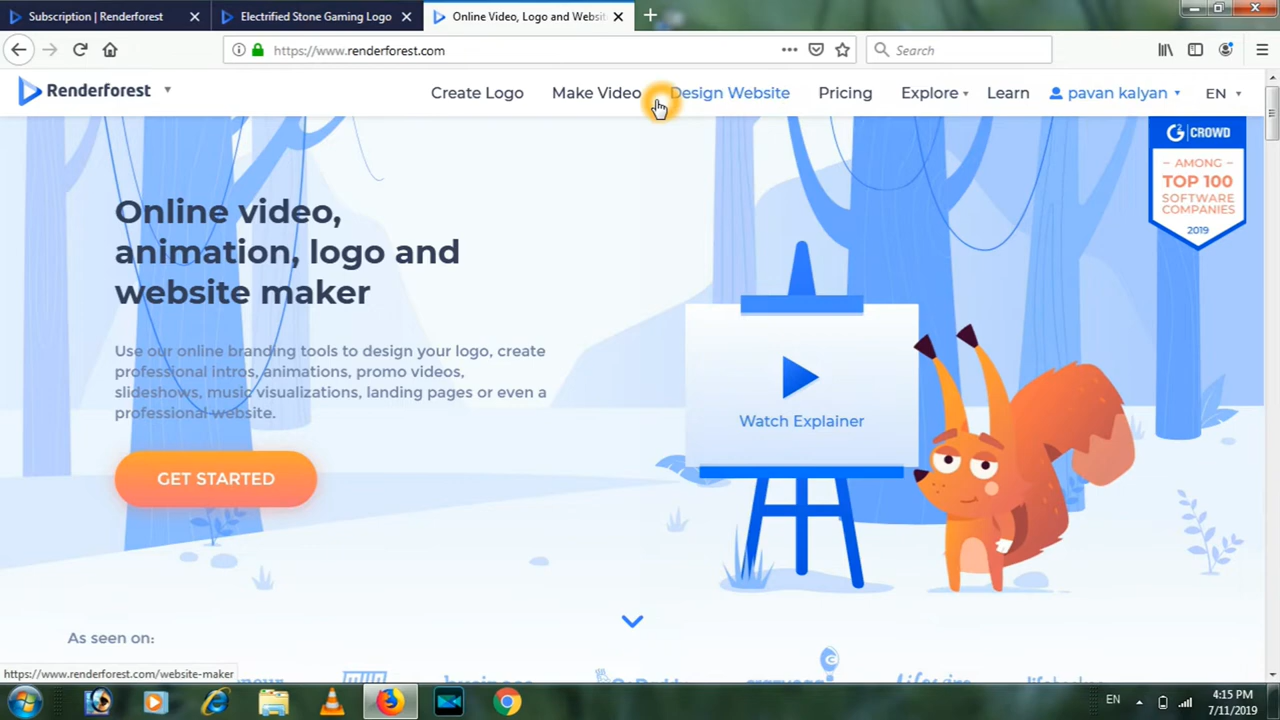 Subscription | Renderforest
Electrified Stone Gaming Logo
Online Video, Logo and Websit
https://www.renderforest.com
Search
Renderforest
Create Logo
Make Video
Design Website
Pricing
Explore
Learn
pavan kalyan
EN
G2 | CROWD
– AMONG –
TOP 100
SOFTWARE
COMPANIES
2019
Online video,
animation, logo and
website maker
Use our online branding tools to design your logo, create
professional intros, animations, promo videos,
slideshows, music visualizations, landing pages or even a
professional website.
GET STARTED
Watch Explainer
As seen on:
https://www.renderforest.com/website-maker
EN
4:15 PM
7/11/2019